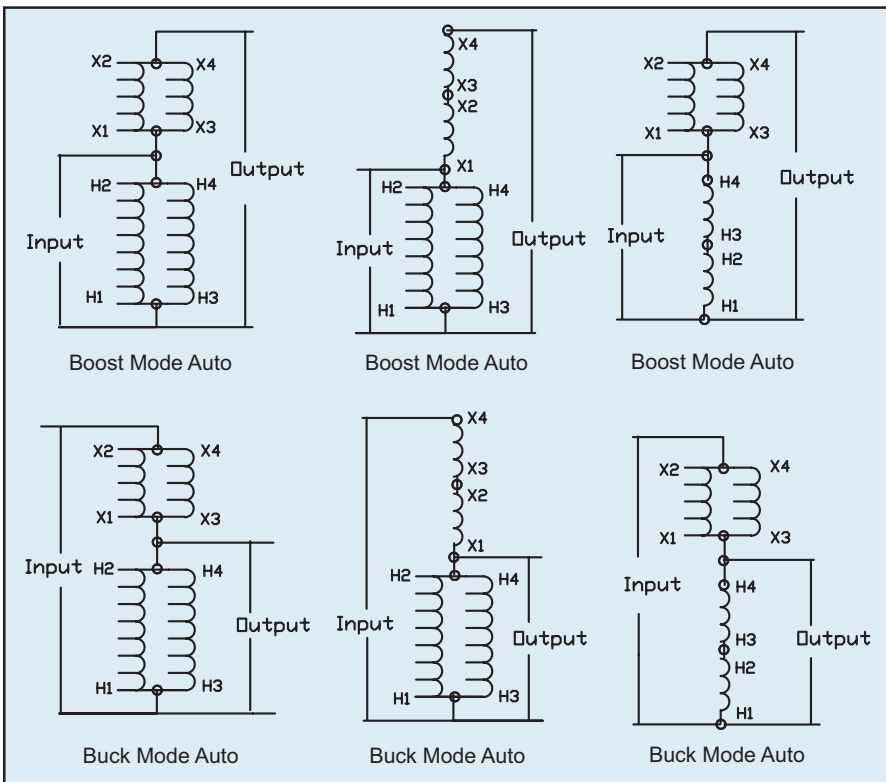 X2 X4
X1 X3
H2 H4
Input Output
H1 H3
Boost Mode Auto
X4
X3
X2
X1
H2 H4
Input Output
H1 H3
Boost Mode Auto
X2 X4
X1 X3
H4
Input Output
H3
H2
H1
Boost Mode Auto
X2 X4
X1 X3
Input
H2 H4
Output
H1 H3
Buck Mode Auto
X4
X3
X2
X1
H2 H4
Input Output
H1 H3
Buck Mode Auto
X2 X4
X1 X3
Input
H4
H3
Output
H2
H1
Buck Mode Auto